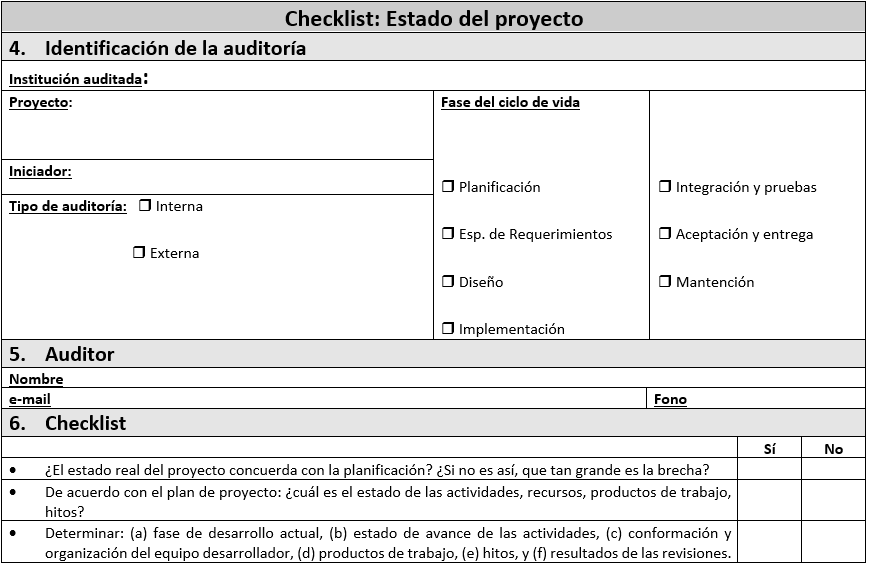 Checklist: Estado del proyecto
4. Identificación de la auditoría
Institución auditada:
Proyecto:
Iniciador:
Tipo de auditoría: ❐ Interna
❐ Externa
Fase del ciclo de vida
❐ Planificación
❐ Esp. de Requerimientos
❐ Diseño
❐ Implementación
❐ Integración y pruebas
❐ Aceptación y entrega
❐ Mantención
5. Auditor
Nombre
e-mail
Fono
6. Checklist
Sí No
• ¿El estado real del proyecto concuerda con la planificación? ¿Si no es así, que tan grande es la brecha?
• De acuerdo con el plan de proyecto: ¿cuál es el estado de las actividades, recursos, productos de trabajo,
hitos?
• Determinar: (a) fase de desarrollo actual, (b) estado de avance de las actividades, (c) conformación y
organización del equipo desarrollador, (d) productos de trabajo, (e) hitos, y (f) resultados de las revisiones.